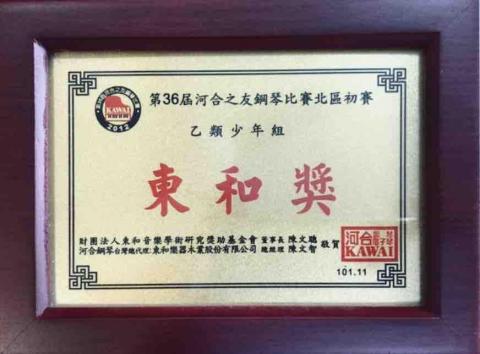 KAWAI
2012
第36屆河合之友鋼琴比賽北區初賽
乙類少年組
東和獎
財團法人東和音樂學術研究獎助基金會 董事長 陳文聰
河合鋼琴台灣總代理:東和樂器木業股份有限公司 總經理 陳文智
敬賀
河合
KAWAI
101.11